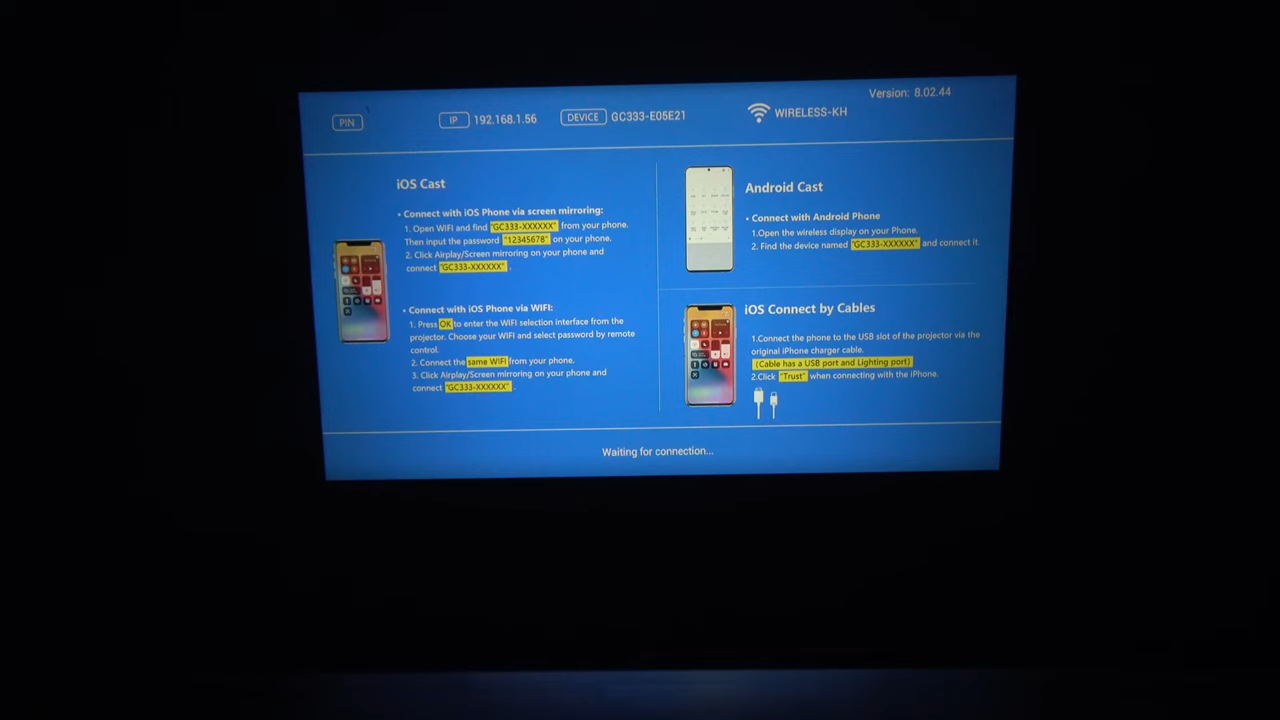 PIN
IP 192.168.1.56
DEVICE GC333-E05E21
WIRELESS-KH
Version: 8.02.44
iOS Cast
• Connect with iOS Phone via screen mirroring:
1. Open WIFI and find "GC333-XXXXXX" from your phone.
Then input the password "12345678" on your phone.
2. Click Airplay/Screen mirroring on your phone and
connect "GC333-XXXXXX" .
• Connect with iOS Phone via WIFI:
1. Press OK to enter the WIFI selection interface from the
projector. Choose your WIFI and select password by remote
control.
2. Connect the same WIFI from your phone.
3. Click Airplay/Screen mirroring on your phone and
connect "GC333-XXXXXX" .
Android Cast
• Connect with Android Phone
1.Open the wireless display on your Phone.
2. Find the device named "GC333-XXXXXX" and connect it.
iOS Connect by Cables
1.Connect the phone to the USB slot of the projector via the
original iPhone charger cable.
(Cable has a USB port and Lighting port)
2.Click "Trust" when connecting with the iPhone.
Waiting for connection...